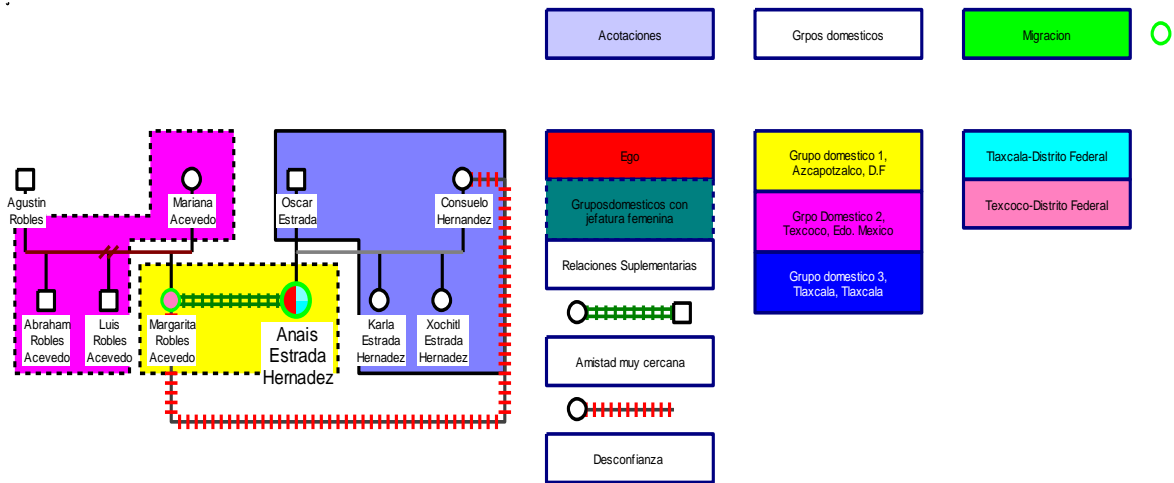 Acotaciones
Grpos domesticos
Migracion
Agustin
Robles
Mariana
Acevedo
Oscar
Estrada
Consuelo
Hernandez
Abraham
Robles
Acevedo
Luis
Robles
Acevedo
Margarita
Robles
Acevedo
Anais
Estrada
Hernadez
Karla
Estrada
Hernadez
Xochitl
Estrada
Hernadez
Ego
Gruposdomesticos con
jefatura femenina
Relaciones Suplementarias
Amistad muy cercana
Desconfianza
Grupo domestico 1,
Azcapotzalco, D.F
Grpo Domestico 2,
Texcoco, Edo. Mexico
Grupo domestico 3,
Tlaxcala, Tlaxcala
Tlaxcala-Distrito Federal
Texcoco-Distrito Federal